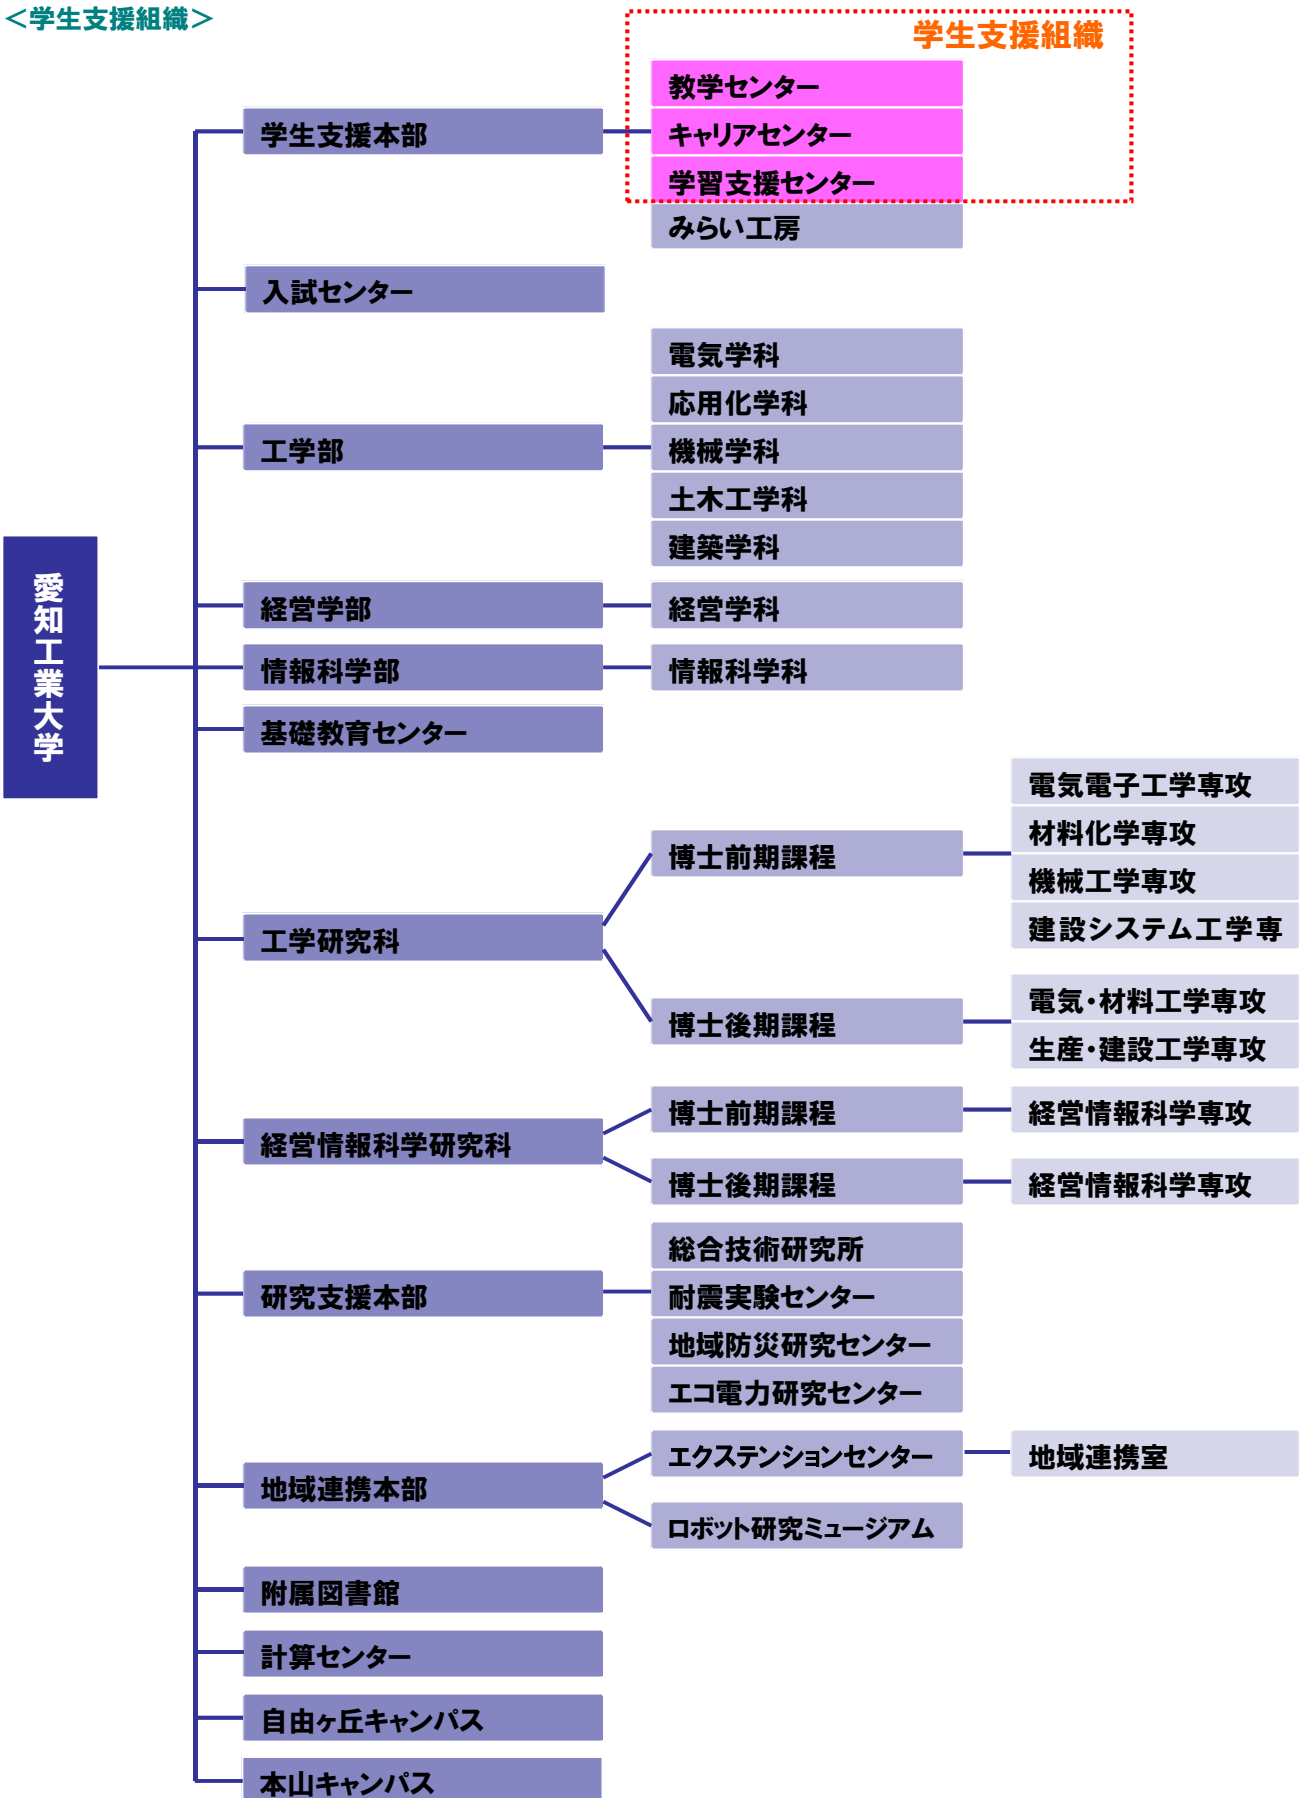 ＜学生支援組織＞
学生支援組織
教学センター
学生支援本部
キャリアセンター
学習支援センター
みらい工房
入試センター
電気学科
応用化学科
工学部
機械学科
土木工学科
建築学科
愛知工業大学
経営学部
経営学科
情報科学部
情報科学科
基礎教育センター
電気電子工学専攻
材料化学専攻
博士前期課程
機械工学専攻
建設システム工学専
工学研究科
電気・材料工学専攻
博士後期課程
生産・建設工学専攻
博士前期課程
経営情報科学専攻
経営情報科学研究科
博士後期課程
経営情報科学専攻
総合技術研究所
研究支援本部
耐震実験センター
地域防災研究センター
エコ電力研究センター
エクステンションセンター
地域連携室
地域連携本部
ロボット研究ミュージアム
附属図書館
計算センター
自由ヶ丘キャンパス
本山キャンパス